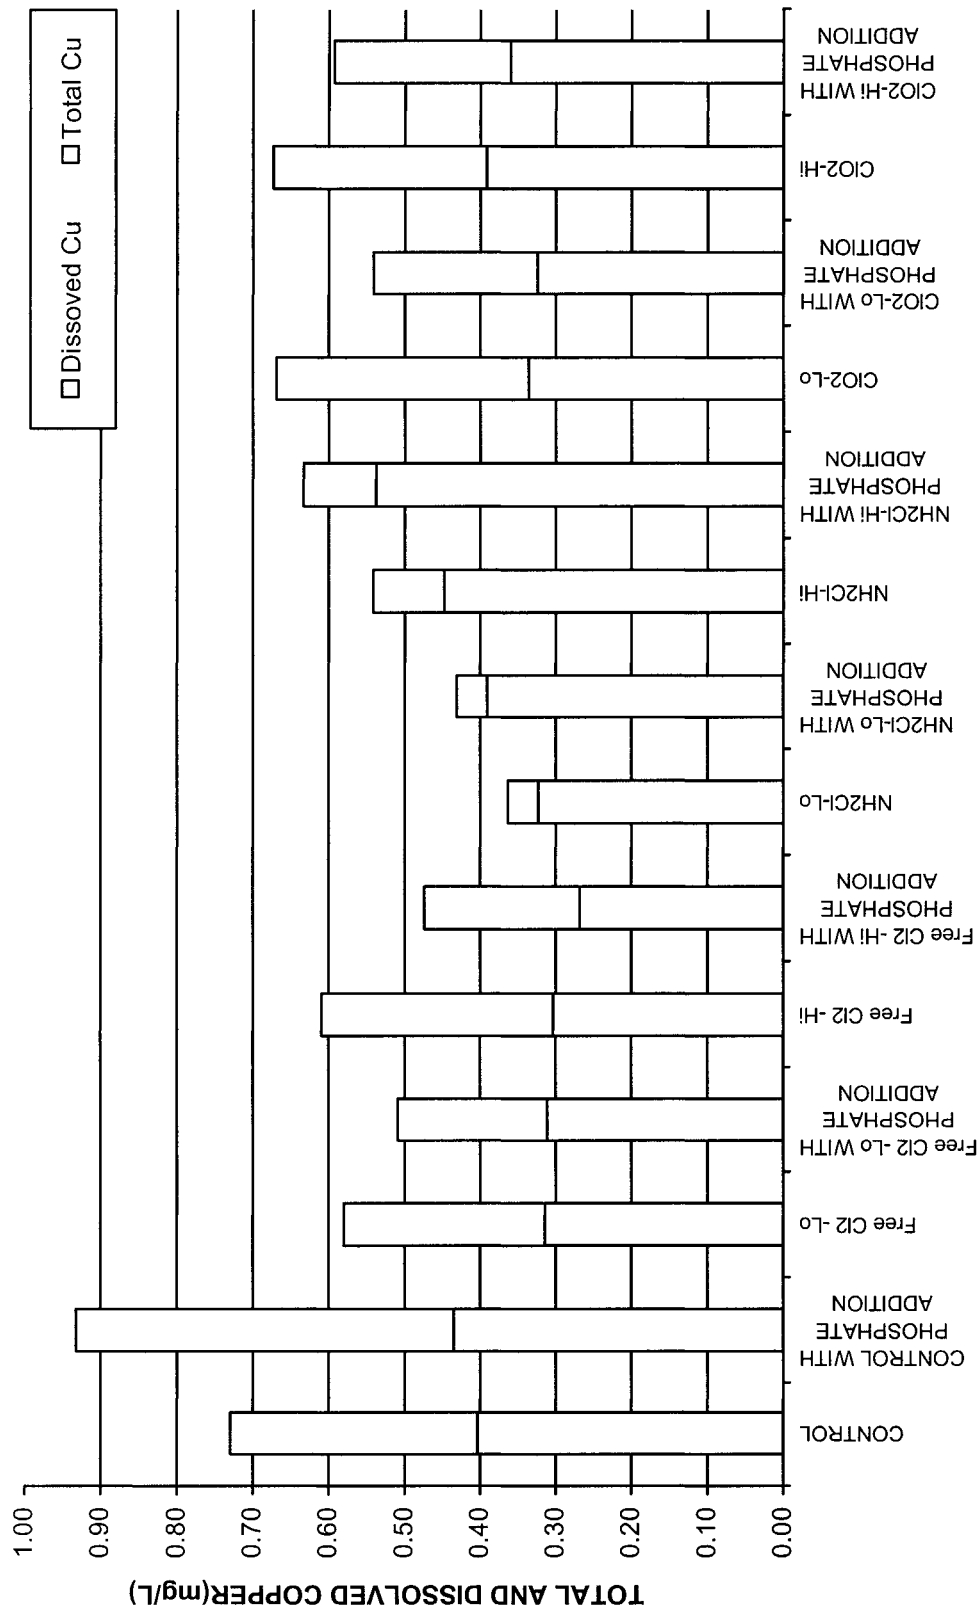 Dissoved Cu
Total Cu
TOTAL AND DISSOLVED COPPER(mg/L)
1.00
0.90
0.80
0.70
0.60
0.50
0.40
0.30
0.20
0.10
0.00
CONTROL
CONTROL WITH
PHOSPHATE
ADDITION
Free Cl2 -Lo
Free Cl2 -Lo WITH
PHOSPHATE
ADDITION
Free Cl2 -Hi
Free Cl2 -Hi WITH
PHOSPHATE
ADDITION
NH2Cl-Lo
NH2Cl-Lo WITH
PHOSPHATE
ADDITION
NH2Cl-Hi
NH2Cl-Hi WITH
PHOSPHATE
ADDITION
ClO2-Lo
ClO2-Lo WITH
PHOSPHATE
ADDITION
ClO2-Hi
ClO2-Hi WITH
PHOSPHATE
ADDITION